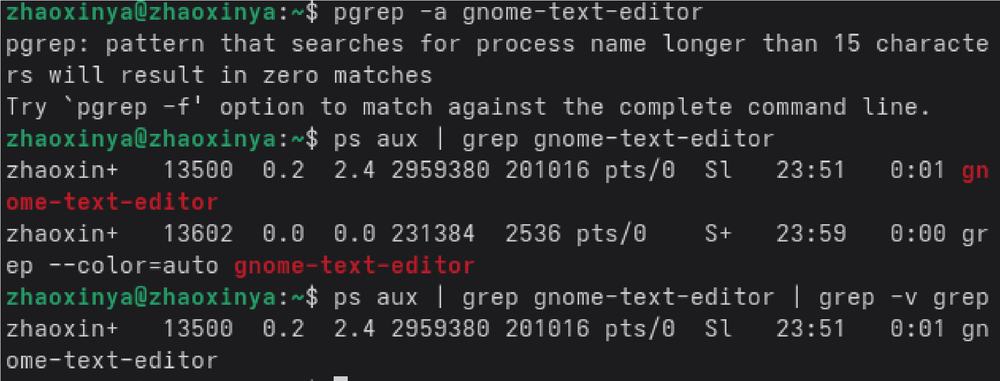 zhaoxinya@zhaoxinya:~$ pgrep -a gnome-text-editor
pgrep: pattern that searches for process name longer than 15 characte
rs will result in zero matches
Try `pgrep -f' option to match against the complete command line.
zhaoxinya@zhaoxinya:~$ ps aux | grep gnome-text-editor
zhaoxin+   13500  0.2  2.4 2959380 201016 pts/0  Sl   23:51   0:01 gn
ome-text-editor
zhaoxin+   13602  0.0  0.0 231384  2536 pts/0    S+   23:59   0:00 gr
ep --color=auto gnome-text-editor
zhaoxinya@zhaoxinya:~$ ps aux | grep gnome-text-editor | grep -v grep
zhaoxin+   13500  0.2  2.4 2959380 201016 pts/0  Sl   23:51   0:01 gn
ome-text-editor